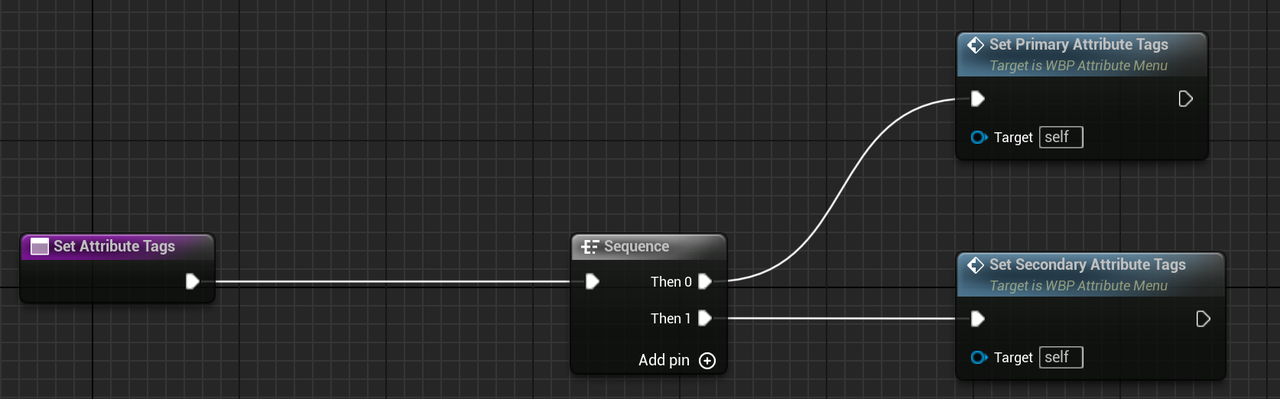 Set Primary Attribute Tags
Target is WBP Attribute Menu
Target self
Set Attribute Tags
Sequence
Then 0
Then 1
Add pin
Set Secondary Attribute Tags
Target is WBP Attribute Menu
Target self